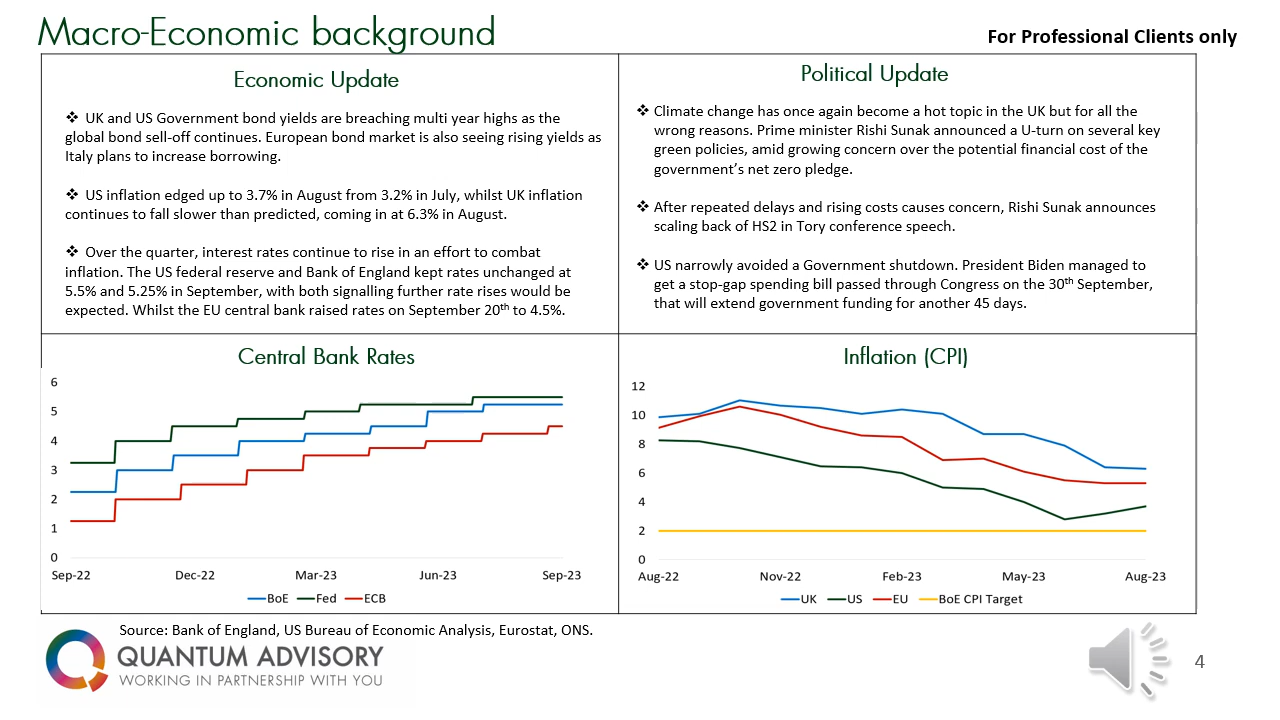 Macro-Economic background
For Professional Clients only
Economic Update
❖ UK and US Government bond yields are breaching multi year highs as the
global bond sell-off continues. European bond market is also seeing rising yields as
Italy plans to increase borrowing.
❖ US inflation edged up to 3.7% in August from 3.2% in July, whilst UK inflation
continues to fall slower than predicted, coming in at 6.3% in August.
❖ Over the quarter, interest rates continue to rise in an effort to combat
inflation. The US federal reserve and Bank of England kept rates unchanged at
5.5% and 5.25% in September, with both signalling further rate rises would be
expected. Whilst the EU central bank raised rates on September 20th to 4.5%.
Political Update
❖ Climate change has once again become a hot topic in the UK but for all the
wrong reasons. Prime minister Rishi Sunak announced a U-turn on several key
green policies, amid growing concern over the potential financial cost of the
government’s net zero pledge.
❖ After repeated delays and rising costs causes concern, Rishi Sunak announces
scaling back of HS2 in Tory conference speech.
❖ US narrowly avoided a Government shutdown. President Biden managed to
get a stop-gap spending bill passed through Congress on the 30th September,
that will extend government funding for another 45 days.
Central Bank Rates
6
5
4
3
2
1
0
Sep-22 Dec-22 Mar-23 Jun-23 Sep-23
BoE Fed ECB
Inflation (CPI)
12
10
8
6
4
2
0
Aug-22 Nov-22 Feb-23 May-23 Aug-23
UK US EU BoE CPI Target
Source: Bank of England, US Bureau of Economic Analysis, Eurostat, ONS.
QUANTUM ADVISORY
WORKING IN PARTNERSHIP WITH YOU
4